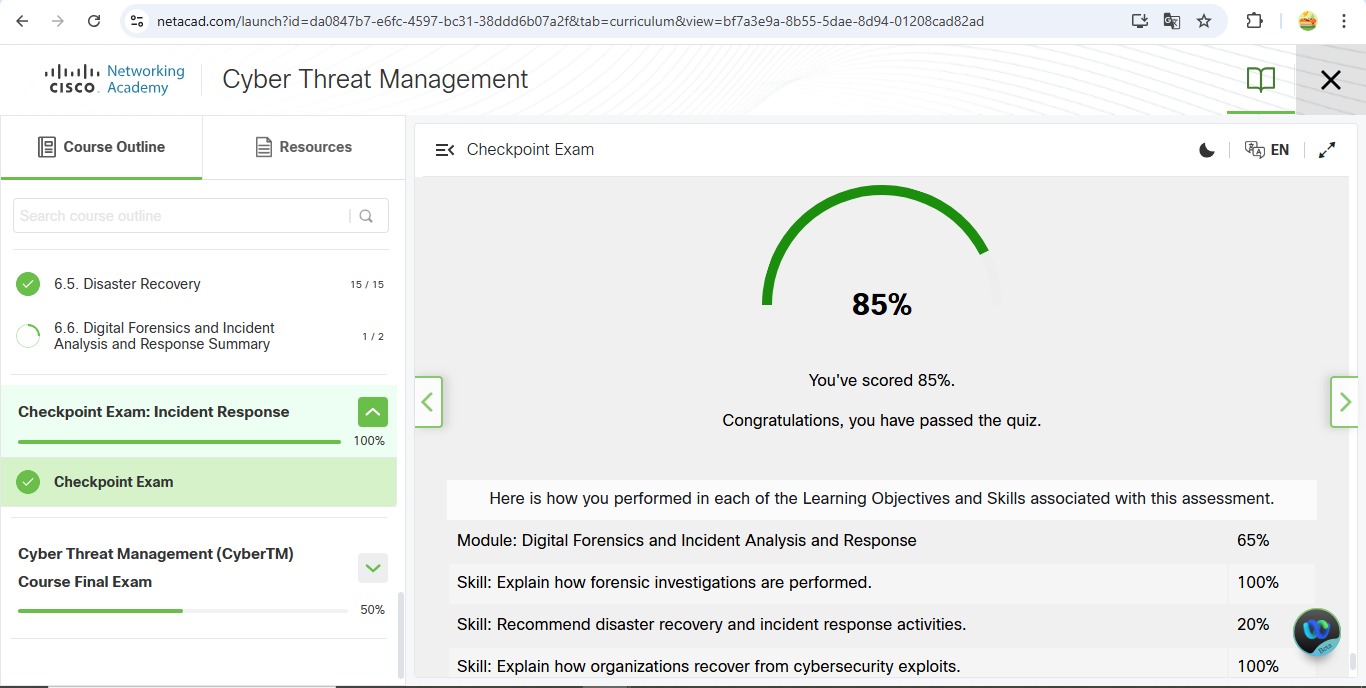 netacad.com/launch?id=da0847b7-e6fc-4597-bc31-38ddd6b07a2f&tab=curriculum&view=bf7a3e9a-8b55-5dae-8d94-01208cad82ad
CISCO
Networking
Academy
Cyber Threat Management
Course Outline
Resources
Search course outline
6.5. Disaster Recovery
15 / 15
6.6. Digital Forensics and Incident
Analysis and Response Summary
1 / 2
Checkpoint Exam: Incident Response
100%
Checkpoint Exam
Cyber Threat Management (CyberTM)
Course Final Exam
50%
Checkpoint Exam
EN
85%
You've scored 85%.
Congratulations, you have passed the quiz.
Here is how you performed in each of the Learning Objectives and Skills associated with this assessment.
Module: Digital Forensics and Incident Analysis and Response 65%
Skill: Explain how forensic investigations are performed. 100%
Skill: Recommend disaster recovery and incident response activities. 20%
Skill: Explain how organizations recover from cybersecurity exploits. 100%
Beta